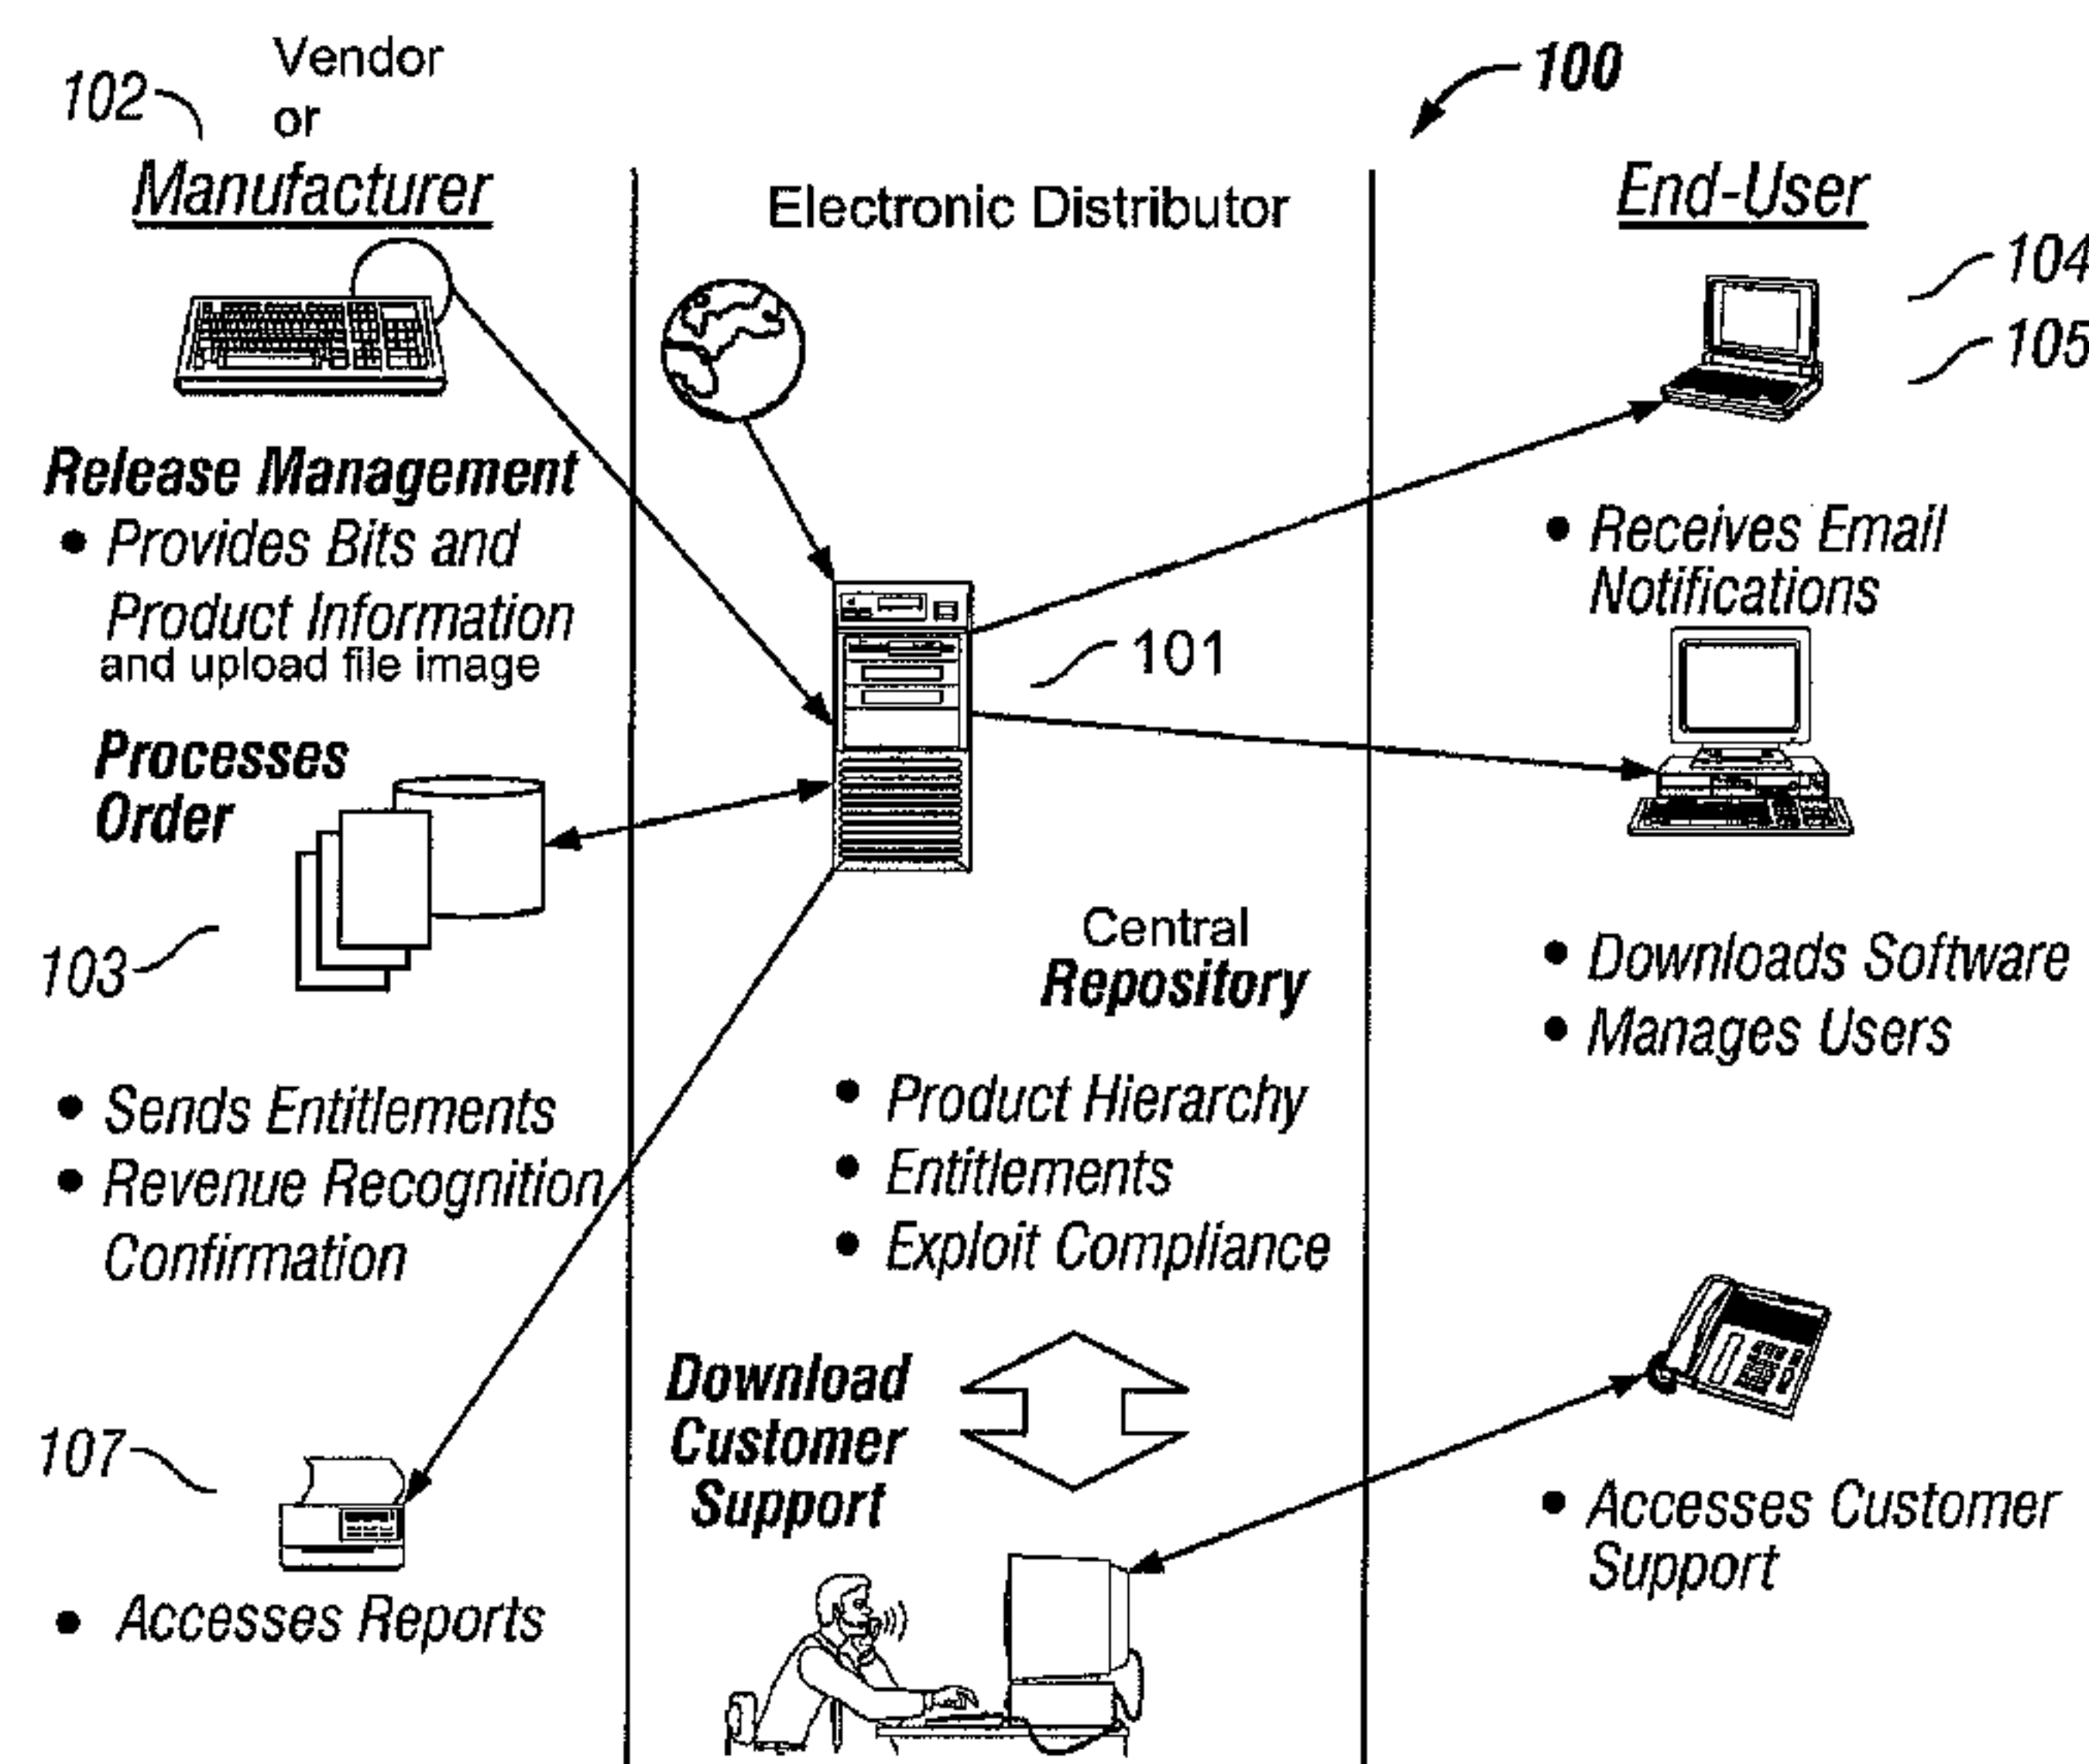 102
Vendor
or
Manufacturer
Release Management
• Provides Bits and
Product Information
and upload file image
Processes
Order
103
• Sends Entitlements
• Revenue Recognition
Confirmation
107
• Accesses Reports
Electronic Distributor
101
Central
Repository
• Product Hierarchy
• Entitlements
• Exploit Compliance
Download
Customer
Support
100
End-User
104
105
• Receives Email
Notifications
• Downloads Software
• Manages Users
• Accesses Customer
Support